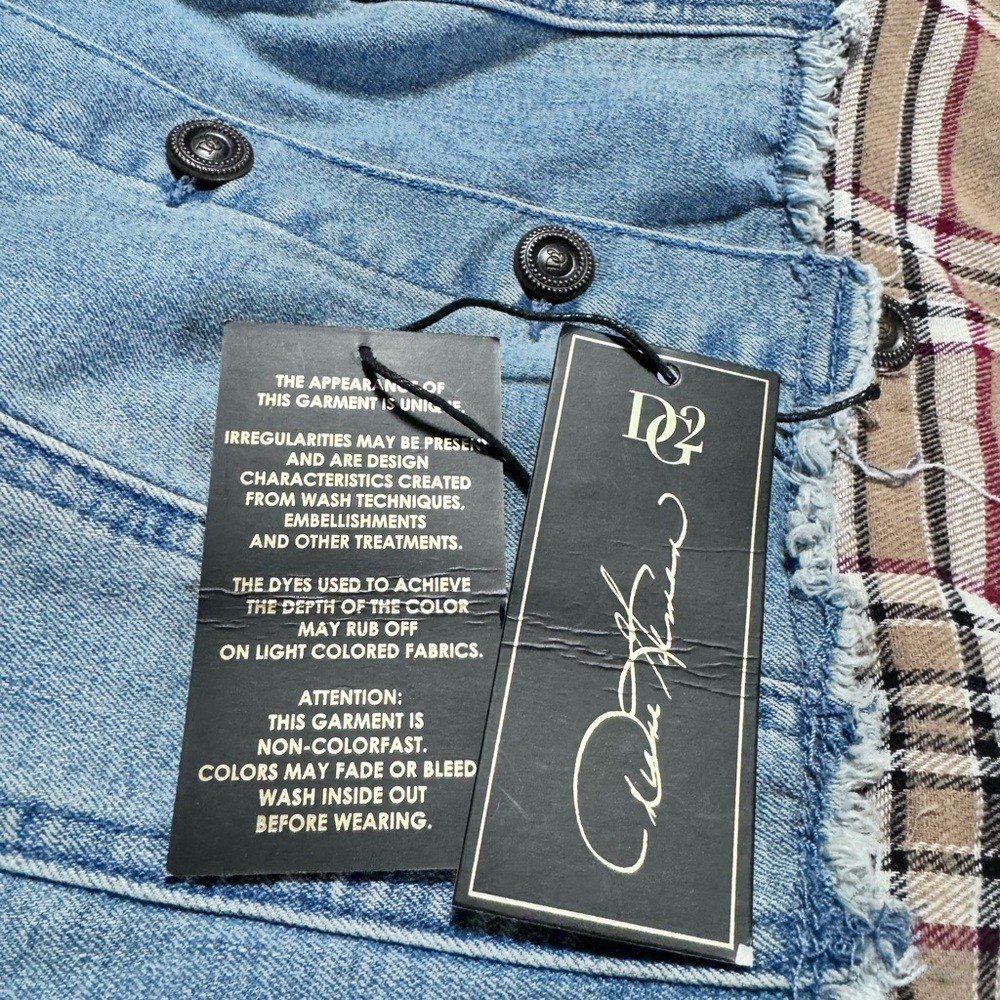 THE APPEARANCE OF
THIS GARMENT IS UNIQUE.
IRREGULARITIES MAY BE PRESENT
AND ARE DESIGN
CHARACTERISTICS CREATED
FROM WASH TECHNIQUES,
EMBELLISHMENTS
AND OTHER TREATMENTS.
THE DYES USED TO ACHIEVE
THE DEPTH OF THE COLOR
MAY RUB OFF
ON LIGHT COLORED FABRICS.
ATTENTION:
THIS GARMENT IS
NON-COLORFAST.
COLORS MAY FADE OR BLEED
WASH INSIDE OUT
BEFORE WEARING.
DG2
Diane Gilman